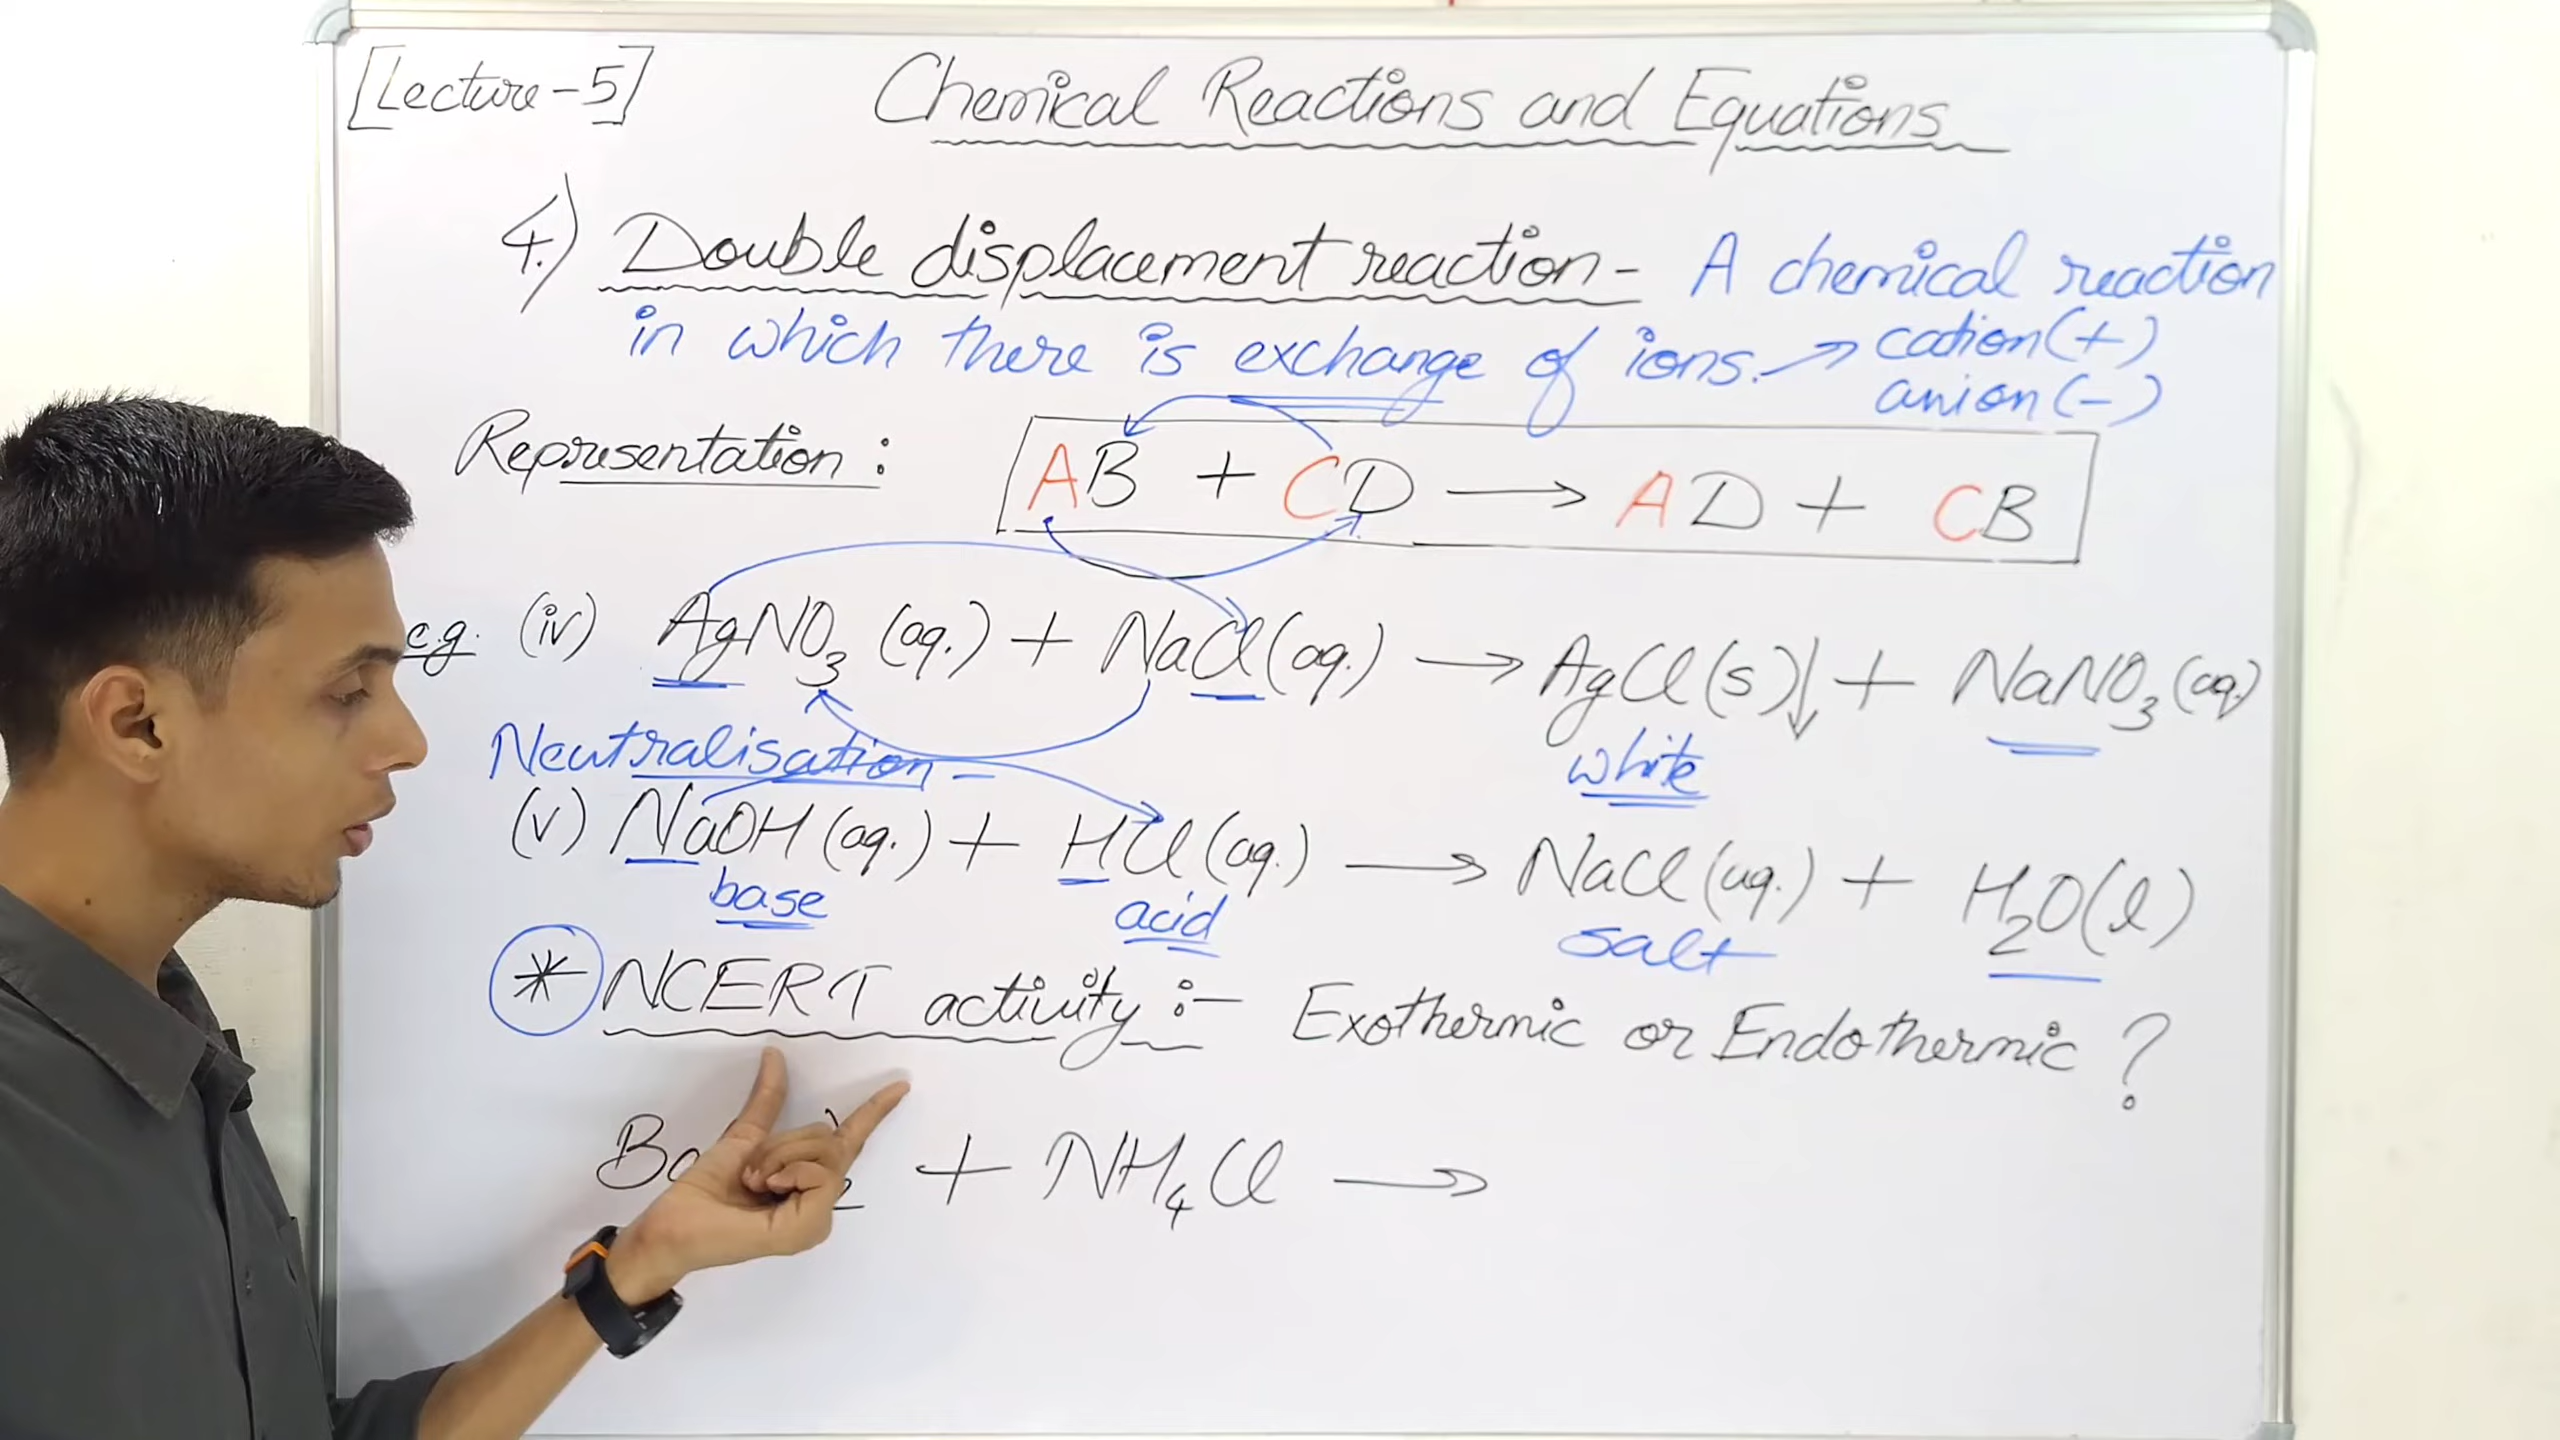 [Lecture-5] Chemical Reactions and Equations
4.) Double displacement reaction - A chemical reaction
in which there is exchange of ions. → cation (+)
anion (-)
Representation : AB + CD → AD + CB
e.g. (iv) AgNO₃ (aq.) + NaCl (aq.) → AgCl (s)↓ + NaNO₃ (aq)
white
Neutralisation -
(v) NaOH (aq.) + HCl (aq.) → NaCl (aq.) + H₂O (l)
base acid salt
* NCERT activity :- Exothermic or Endothermic ?
Ba )₂ + NH₄Cl →